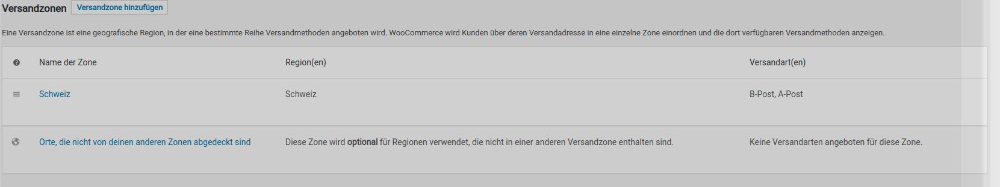 Versandzonen Versandzone hinzufügen
Eine Versandzone ist eine geografische Region, in der eine bestimmte Reihe Versandmethoden angeboten wird. WooCommerce wird Kunden über deren Versandadresse in eine einzelne Zone einordnen und die dort verfügbaren Versandmethoden anzeigen.
Name der Zone Region(en) Versandart(en)
Schweiz Schweiz B-Post, A-Post
Orte, die nicht von deinen anderen Zonen abgedeckt sind Diese Zone wird optional für Regionen verwendet, die nicht in einer anderen Versandzone enthalten sind. Keine Versandarten angeboten für diese Zone.